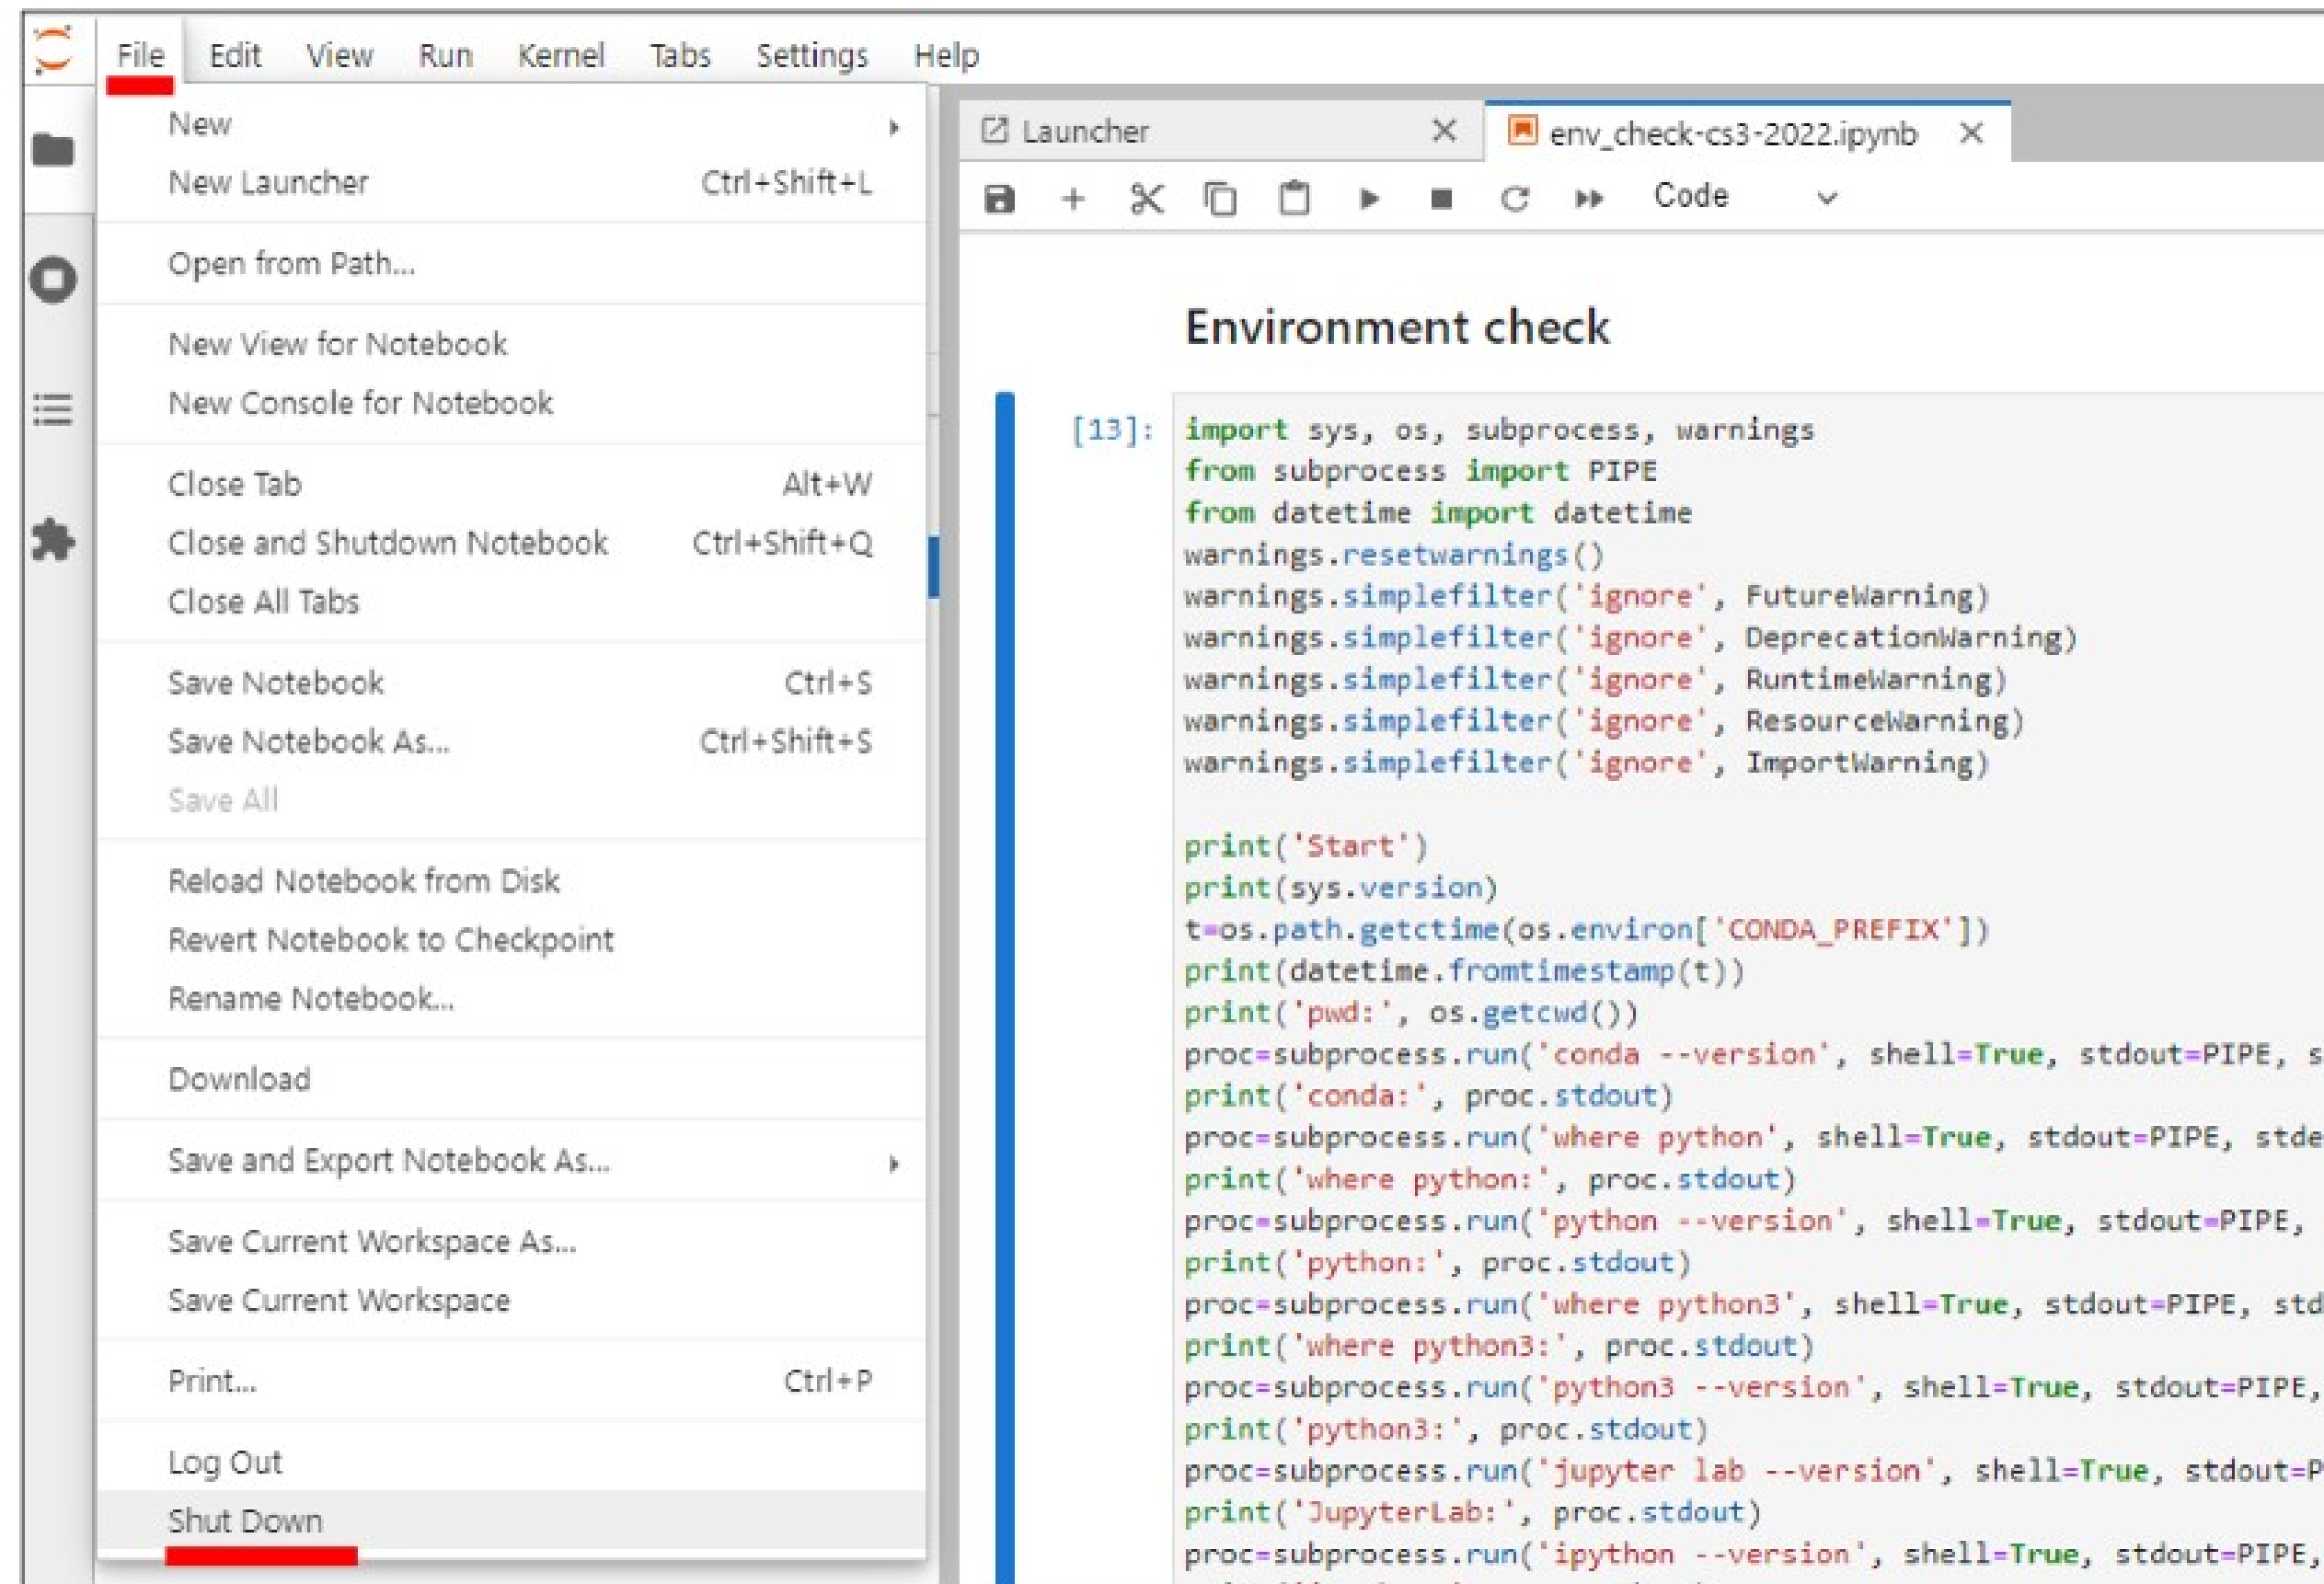 File Edit View Run Kernel Tabs Settings Help
New
New Launcher Ctrl+Shift+L
Open from Path...
New View for Notebook
New Console for Notebook
Close Tab Alt+W
Close and Shutdown Notebook Ctrl+Shift+Q
Close All Tabs
Save Notebook Ctrl+S
Save Notebook As... Ctrl+Shift+S
Save All
Reload Notebook from Disk
Revert Notebook to Checkpoint
Rename Notebook...
Download
Save and Export Notebook As...
Save Current Workspace As...
Save Current Workspace
Print... Ctrl+P
Log Out
Shut Down
Launcher
env_check-cs3-2022.ipynb
Code
Environment check
[13]:
import sys, os, subprocess, warnings
from subprocess import PIPE
from datetime import datetime
warnings.resetwarnings()
warnings.simplefilter('ignore', FutureWarning)
warnings.simplefilter('ignore', DeprecationWarning)
warnings.simplefilter('ignore', RuntimeWarning)
warnings.simplefilter('ignore', ResourceWarning)
warnings.simplefilter('ignore', ImportWarning)
print('Start')
print(sys.version)
t=os.path.getctime(os.environ['CONDA_PREFIX'])
print(datetime.fromtimestamp(t))
print('pwd:', os.getcwd())
proc=subprocess.run('conda --version', shell=True, stdout=PIPE, s
print('conda:', proc.stdout)
proc=subprocess.run('where python', shell=True, stdout=PIPE, stde
print('where python:', proc.stdout)
proc=subprocess.run('python --version', shell=True, stdout=PIPE,
print('python:', proc.stdout)
proc=subprocess.run('where python3', shell=True, stdout=PIPE, std
print('where python3:', proc.stdout)
proc=subprocess.run('python3 --version', shell=True, stdout=PIPE,
print('python3:', proc.stdout)
proc=subprocess.run('jupyter lab --version', shell=True, stdout=P
print('JupyterLab:', proc.stdout)
proc=subprocess.run('ipython --version', shell=True, stdout=PIPE,